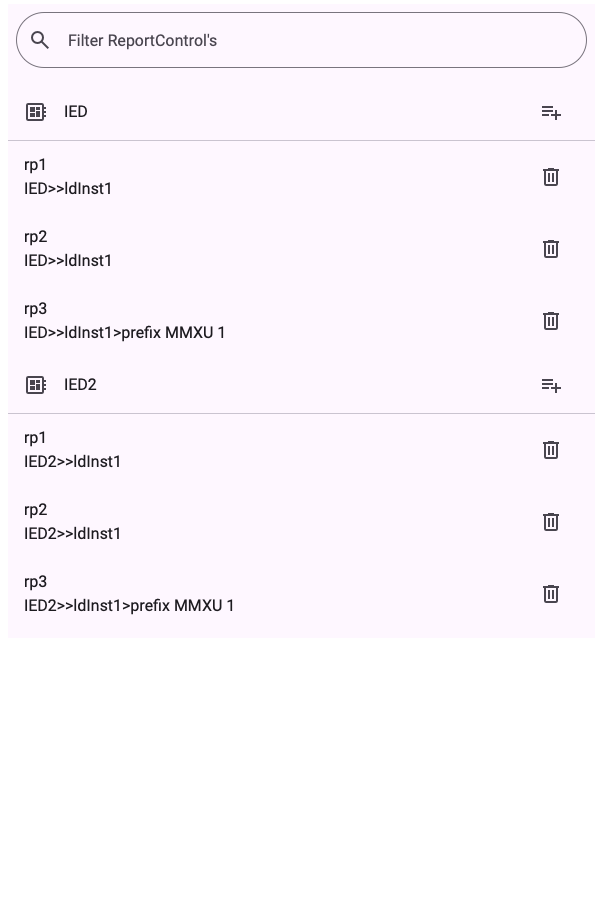 Filter ReportControl's
IED
rp1
IED>>ldInst1
rp2
IED>>ldInst1
rp3
IED>>ldInst1>prefix MMXU 1
IED2
rp1
IED2>>ldInst1
rp2
IED2>>ldInst1
rp3
IED2>>ldInst1>prefix MMXU 1